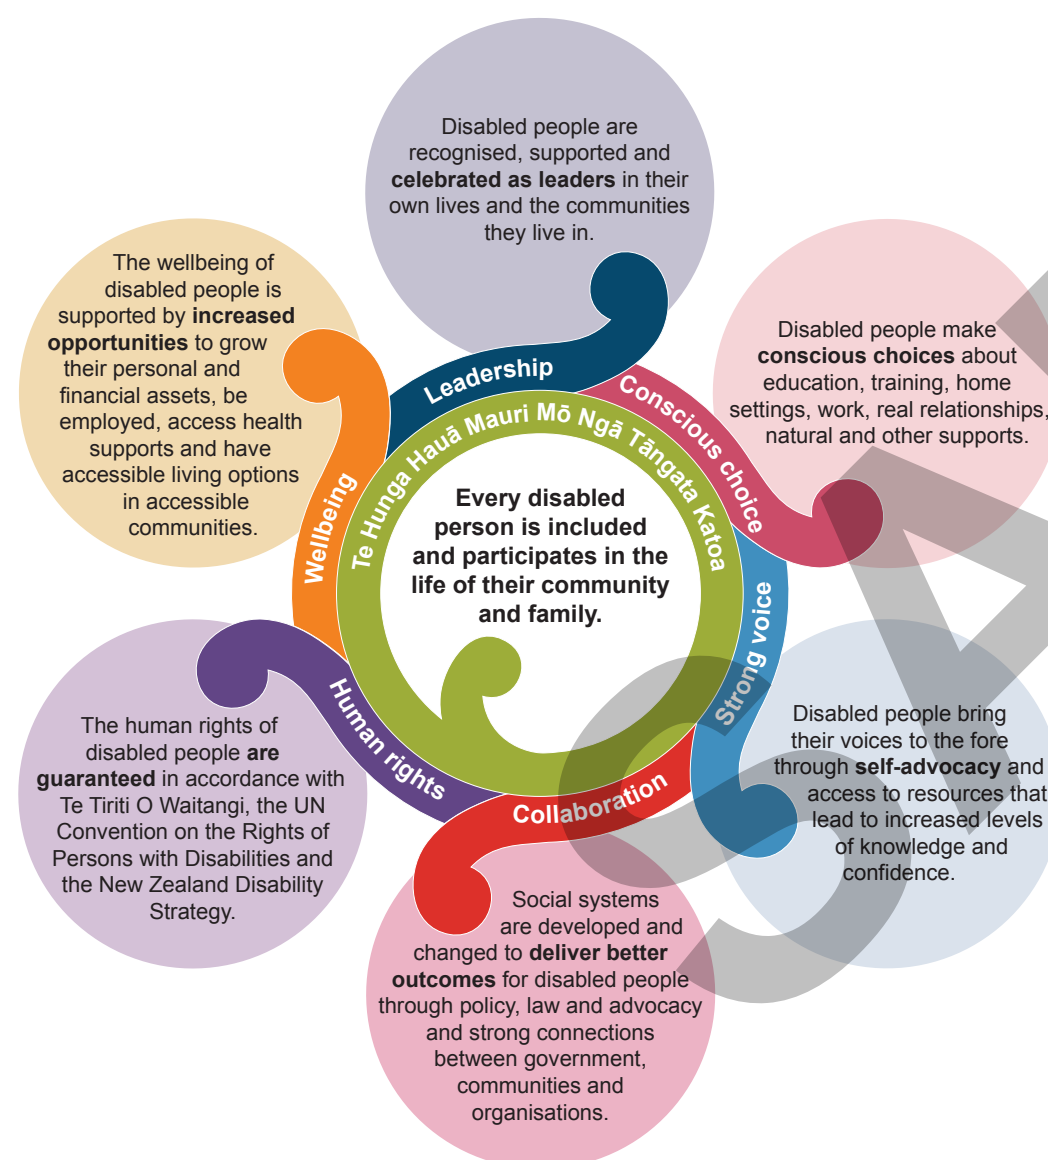 Disabled people are
recognised, supported and
celebrated as leaders in their
own lives and the communities
they live in.
Leadership
Disabled people make
conscious choices about
education, training, home
settings, work, real relationships,
natural and other supports.
Conscious choice
Disabled people bring
their voices to the fore
through self-advocacy and
access to resources that
lead to increased levels
of knowledge and
confidence.
Strong voice
Social systems
are developed and
changed to deliver better
outcomes for disabled people
through policy, law and advocacy
and strong connections
between government,
communities and
organisations.
Collaboration
The human rights of
disabled people are
guaranteed in accordance with
Te Tiriti O Waitangi, the UN
Convention on the Rights of
Persons with Disabilities and
the New Zealand Disability
Strategy.
Human rights
The wellbeing of
disabled people is
supported by increased
opportunities to grow
their personal and
financial assets, be
employed, access health
supports and have
accessible living options
in accessible
communities.
Wellbeing
Te Hunga Hauā Mauri Mō Ngā Tāngata Katoa
Every disabled
person is included
and participates in the
life of their community
and family.